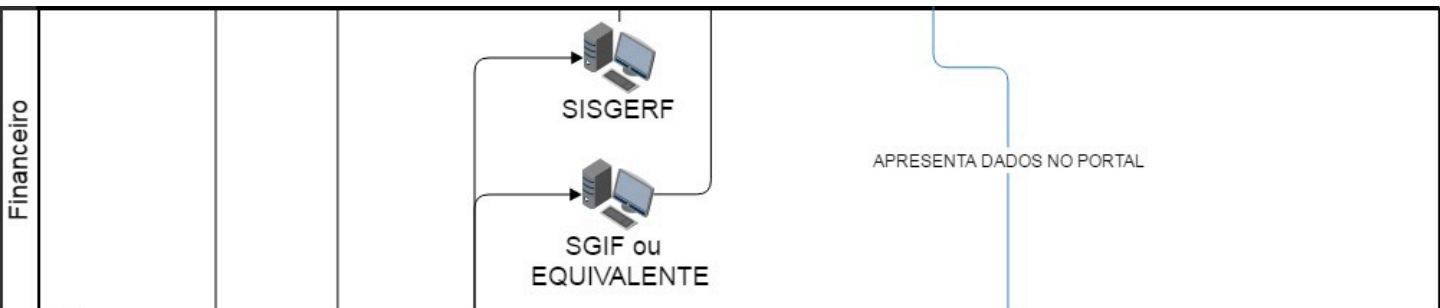 Financeiro
SISGERF
APRESENTA DADOS NO PORTAL
SGIF ou
EQUIVALENTE